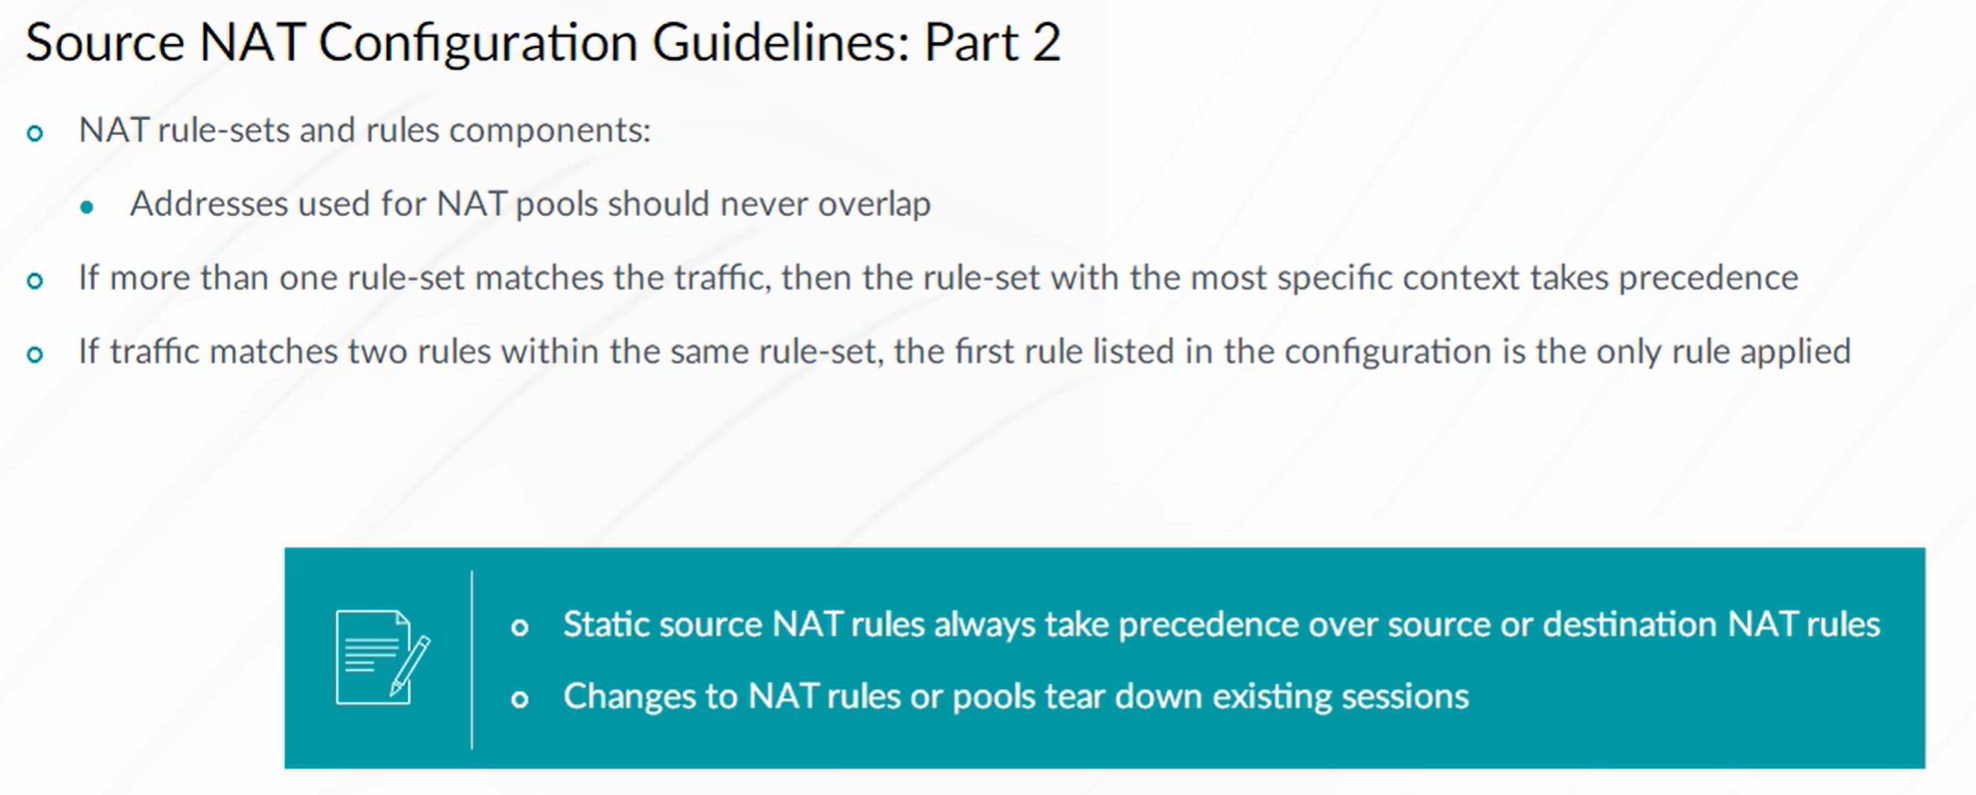 Source NAT Configuration Guidelines: Part 2
NAT rule-sets and rules components:
Addresses used for NAT pools should never overlap
If more than one rule-set matches the traffic, then the rule-set with the most specific context takes precedence
If traffic matches two rules within the same rule-set, the first rule listed in the configuration is the only rule applied
Static source NAT rules always take precedence over source or destination NAT rules
Changes to NAT rules or pools tear down existing sessions